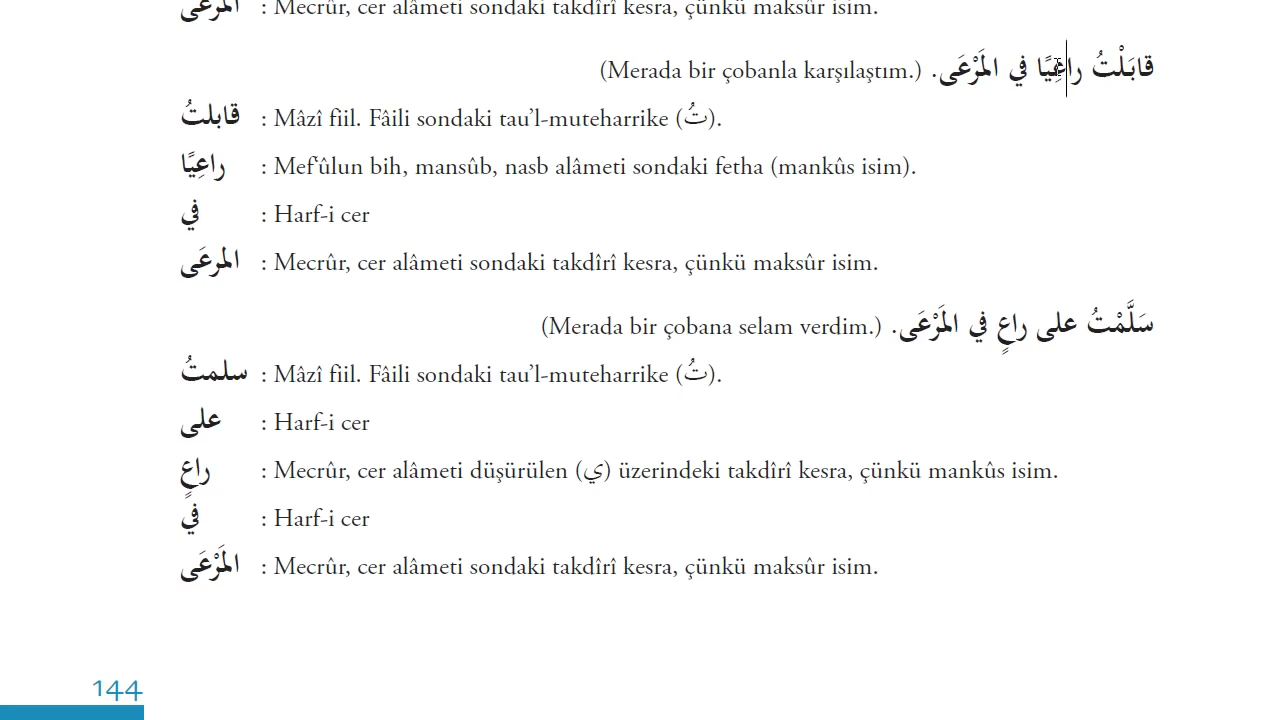 المَرْعَى : Mecrûr, cer alâmeti sondaki takdîrî kesra, çünkü maksûr isim.
قابَلْتُ راعِيًا في المَرْعَى. (Merada bir çobanla karşılaştım.)
قابلتُ : Mâzî fiil. Fâili sondaki tau’l-muteharrike (تُ).
راعِيًا : Mef‘ûlun bih, mansûb, nasb alâmeti sondaki fetha (mankûs isim).
في : Harf-i cer
المرعَى : Mecrûr, cer alâmeti sondaki takdîrî kesra, çünkü maksûr isim.
سَلَّمْتُ على راعٍ في المَرْعَى. (Merada bir çobana selam verdim.)
سلمتُ : Mâzî fiil. Fâili sondaki tau’l-muteharrike (تُ).
على : Harf-i cer
راعٍ : Mecrûr, cer alâmeti düşürülen (ي) üzerindeki takdîrî kesra, çünkü mankûs isim.
في : Harf-i cer
المَرْعَى : Mecrûr, cer alâmeti sondaki takdîrî kesra, çünkü maksûr isim.
144